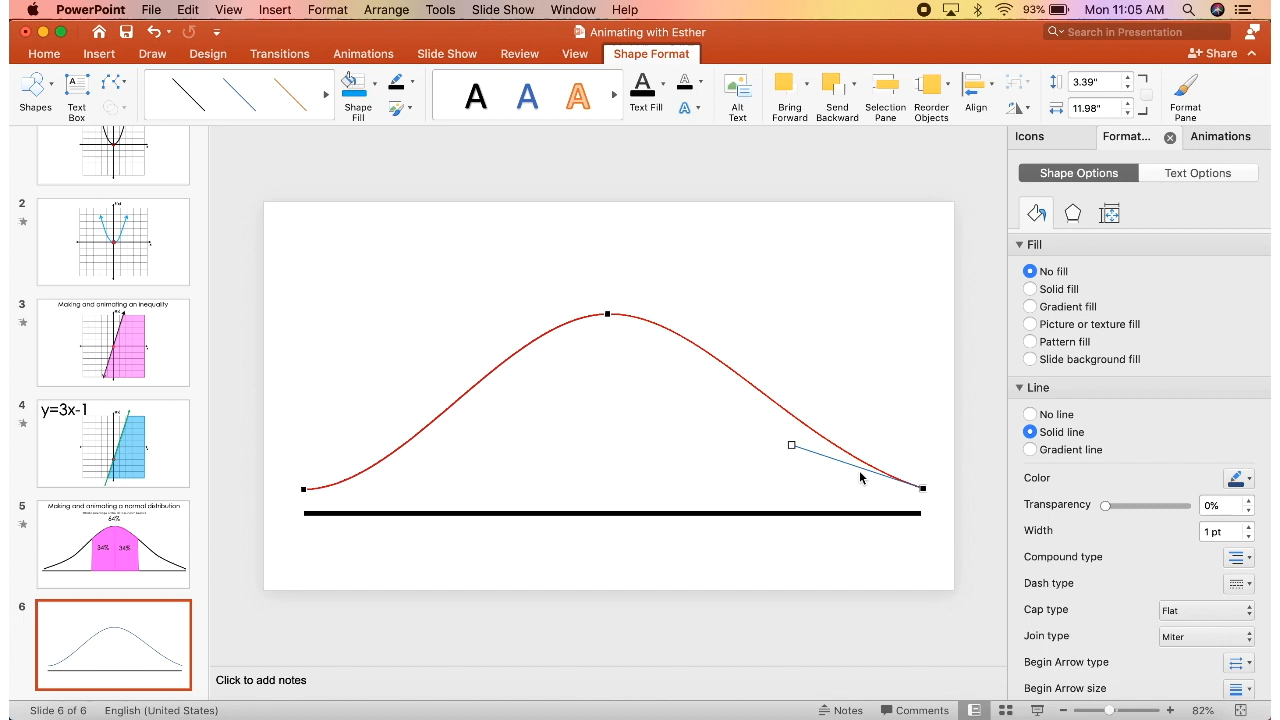 PowerPoint File Edit View Insert Format Arrange Tools Slide Show Window Help 93% Mon 11:05 AM
Animating with Esther Search in Presentation
Home Insert Draw Design Transitions Animations Slide Show Review View Shape Format Share
Shapes Text Box A A A Shape Fill Text Fill Alt Text Bring Forward Send Backward Selection Pane Reorder Objects Align 3.39" 11.98" Format Pane
Icons Format... Animations
Shape Options Text Options
Fill
No fill
Solid fill
Gradient fill
Picture or texture fill
Pattern fill
Slide background fill
Line
No line
Solid line
Gradient line
Color
Transparency 0%
Width 1 pt
Compound type
Dash type
Cap type Flat
Join type Miter
Begin Arrow type
Begin Arrow size
2
3
Making and animating an inequality
4
y=3x-1
5
Making and animating a normal distribution
64%
34% 34%
6
Click to add notes
Slide 6 of 6 English (United States) Notes Comments 82%